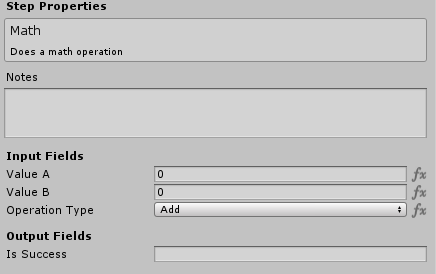 Step Properties
Math
Does a math operation
Notes
Input Fields
Value A 0 fx
Value B 0 fx
Operation Type Add fx
Output Fields
Is Success